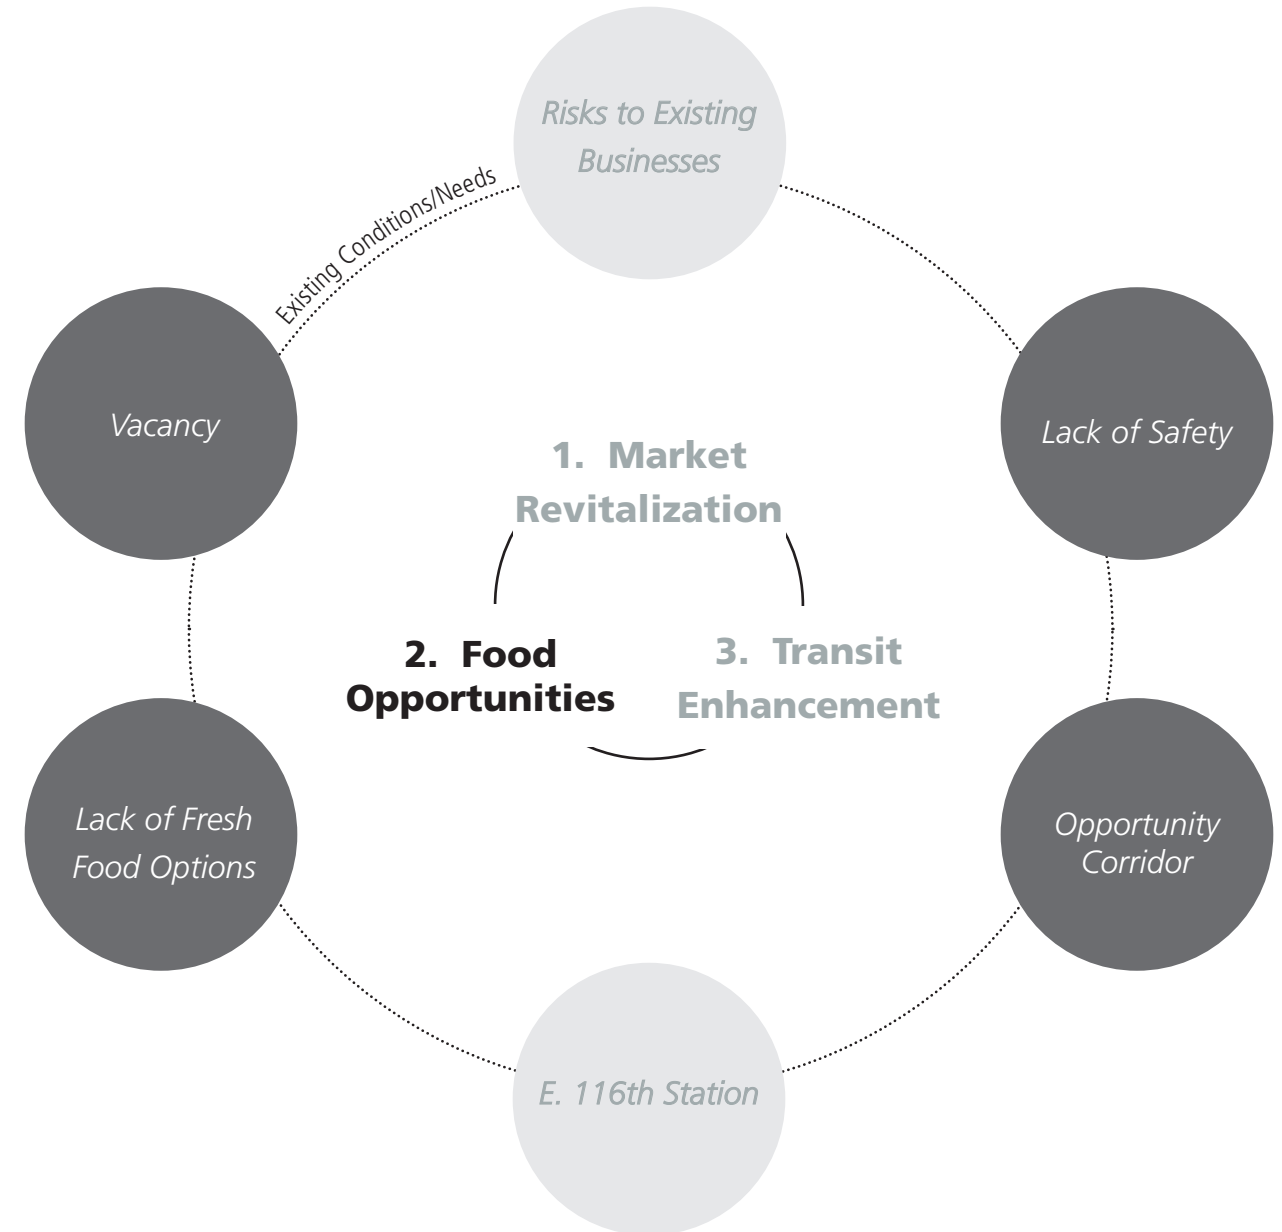 Risks to Existing
Businesses
Existing Conditions/Needs
Vacancy
Lack of Safety
1. Market
Revitalization
2. Food
Opportunities
3. Transit
Enhancement
Lack of Fresh
Food Options
Opportunity
Corridor
E. 116th Station